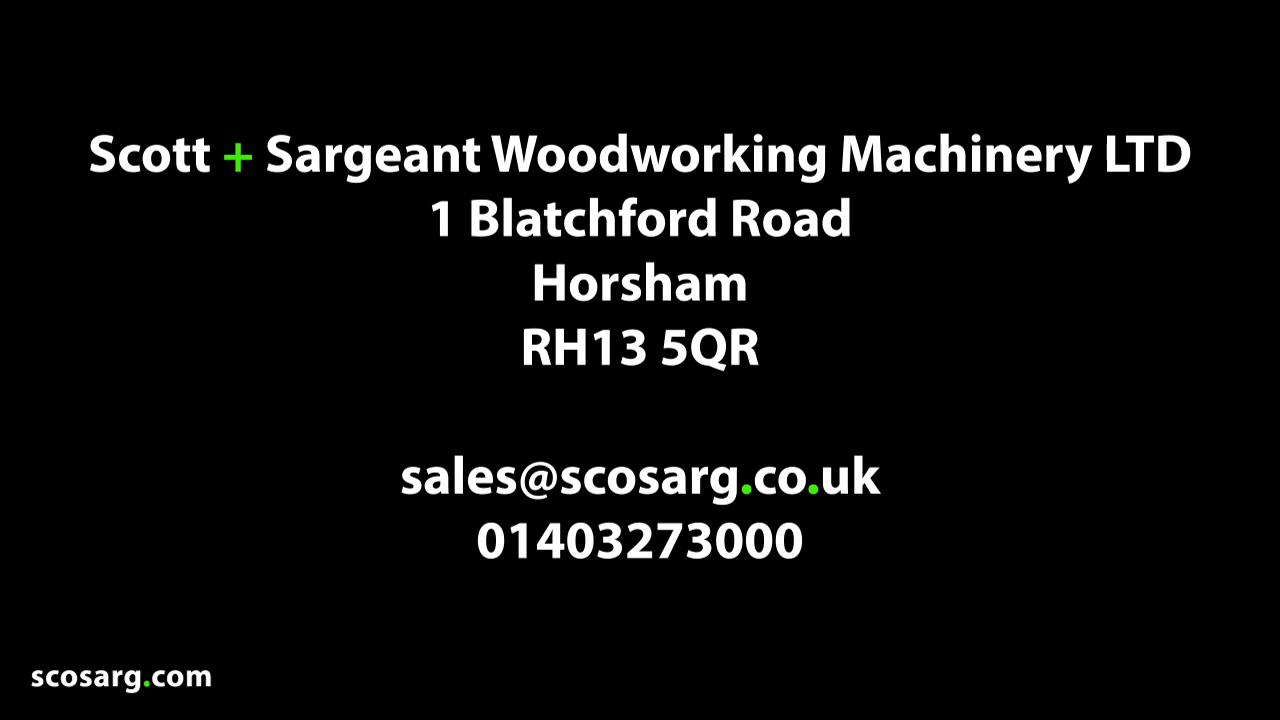 Scott + Sargeant Woodworking Machinery LTD
1 Blatchford Road
Horsham
RH13 5QR
sales@scosarg.co.uk
01403273000
scosarg.com